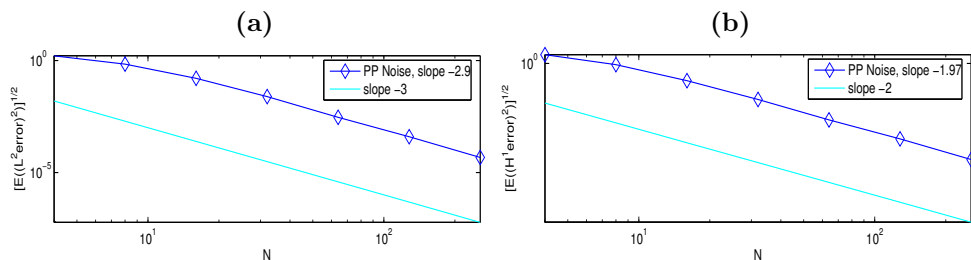 (a)
10^0
10^-5
[E((L^2error)^2)]^1/2
PP Noise, slope -2.9
slope -3
10^1
10^2
N
(b)
10^0
[E((H^1error)^2)]^1/2
PP Noise, slope -1.97
slope -2
10^1
10^2
N